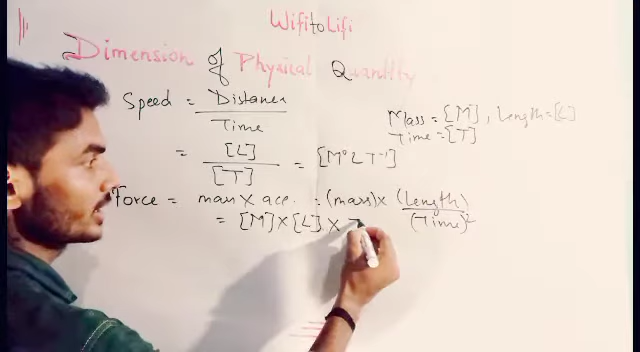 WifitoLifi
Dimension of Physical Quantity
Speed = Distance / Time
Mass = [M], Length = [L]
Time = [T]
= [L] / [T] = [M°LT⁻¹]
Force = mass X acc. = (mass) X (Length) / (Time)²
= [M] X [L] X